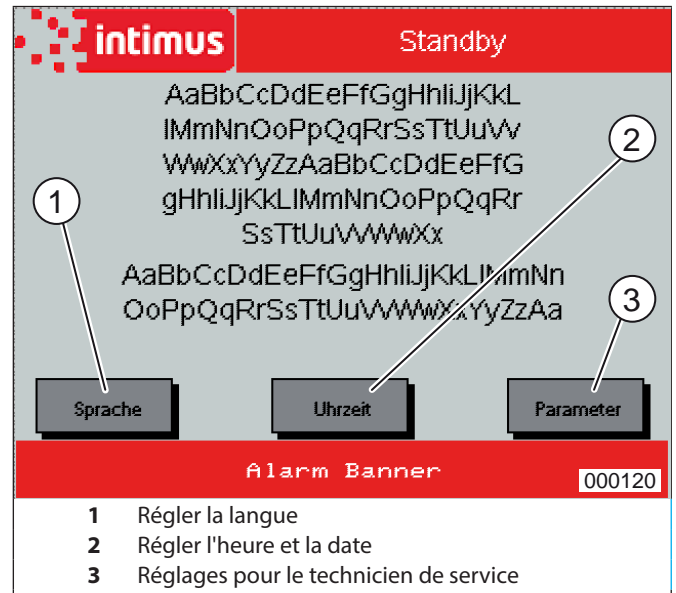 intimus Standby
AaBbCcDdEeFfGgHhIiJjKkL
lMmNnOoPpQqRrSsTtUuVv
WwXxYyZzAaBbCcDdEeFfG
gHhIiJjKkLlMmNnOoPpQqRr
SsTtUuVvWwXx
AaBbCcDdEeFfGgHhIiJjKkLlMmNn
OoPpQqRrSsTtUuVvWwXxYyZzAa
1
2
3
Sprache Uhrzeit Parameter
Alarm Banner
000120
1 Régler la langue
2 Régler l'heure et la date
3 Réglages pour le technicien de service